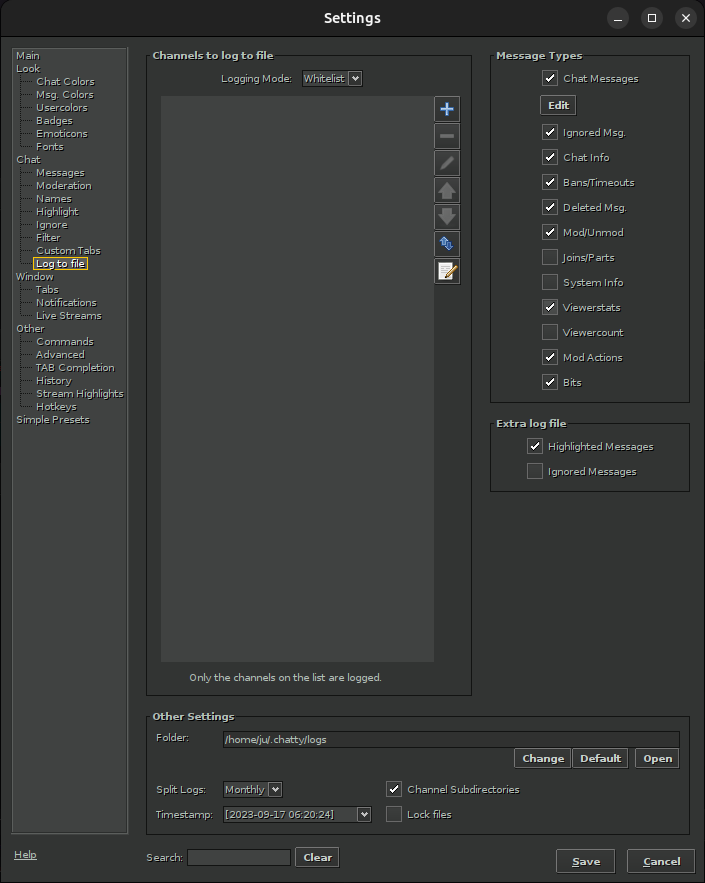 Settings
Main
Look
Chat Colors
Msg. Colors
Usercolors
Badges
Emoticons
Fonts
Chat
Messages
Moderation
Names
Highlight
Ignore
Filter
Custom Tabs
Log to file
Window
Tabs
Notifications
Live Streams
Other
Commands
Advanced
TAB Completion
History
Stream Highlights
Hotkeys
Simple Presets
Channels to log to file
Logging Mode: Whitelist
Only the channels on the list are logged.
Message Types
Chat Messages
Edit
Ignored Msg.
Chat Info
Bans/Timeouts
Deleted Msg.
Mod/Unmod
Joins/Parts
System Info
Viewerstats
Viewercount
Mod Actions
Bits
Extra log file
Highlighted Messages
Ignored Messages
Other Settings
Folder: /home/ju/.chatty/logs
Change Default Open
Split Logs: Monthly Channel Subdirectories
Timestamp: [2023-09-17 06:20:24] Lock files
Help Search: Clear Save Cancel